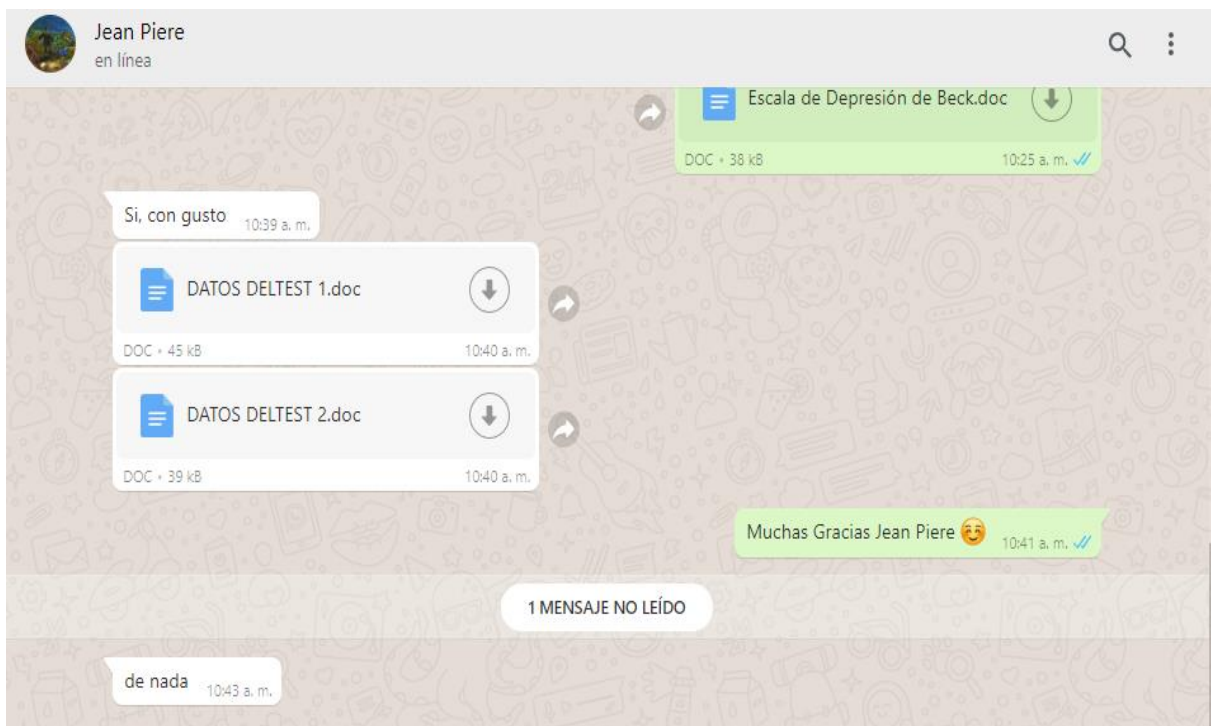 Jean Piere
en línea
Escala de Depresión de Beck.doc
DOC • 38 kB 10:25 a. m.
Si, con gusto 10:39 a. m.
DATOS DELTEST 1.doc
DOC • 45 kB 10:40 a. m.
DATOS DELTEST 2.doc
DOC • 39 kB 10:40 a. m.
Muchas Gracias Jean Piere ☺️ 10:41 a. m.
1 MENSAJE NO LEÍDO
de nada 10:43 a. m.